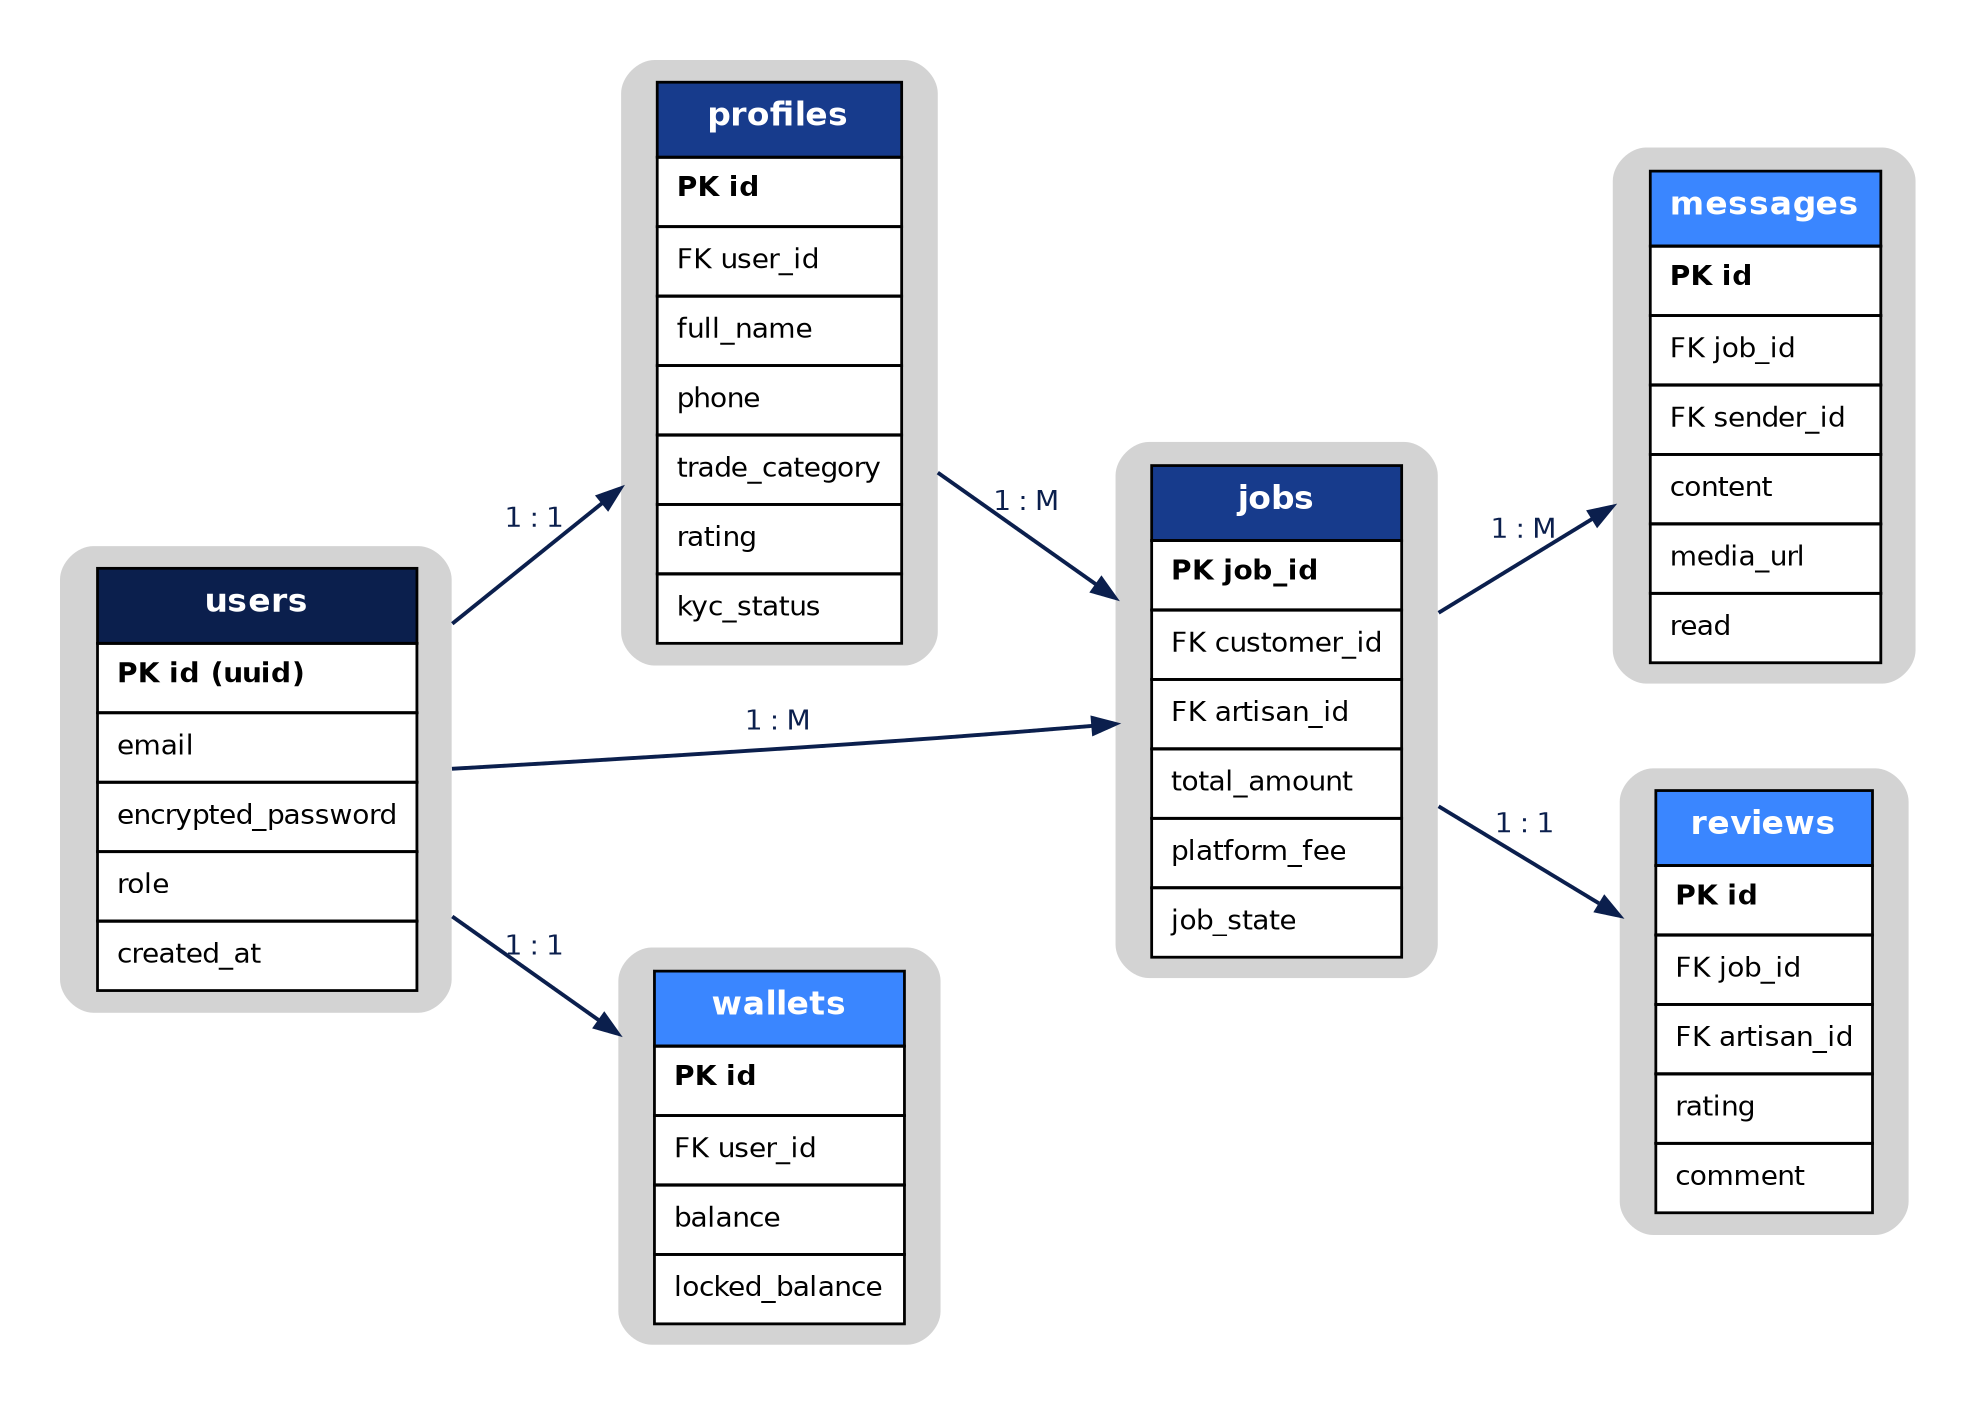 users
PK id (uuid)
email
encrypted_password
role
created_at
1 : 1
1 : M
1 : 1
profiles
PK id
FK user_id
full_name
phone
trade_category
rating
kyc_status
wallets
PK id
FK user_id
balance
locked_balance
1 : M
jobs
PK job_id
FK customer_id
FK artisan_id
total_amount
platform_fee
job_state
1 : M
1 : 1
messages
PK id
FK job_id
FK sender_id
content
media_url
read
reviews
PK id
FK job_id
FK artisan_id
rating
comment